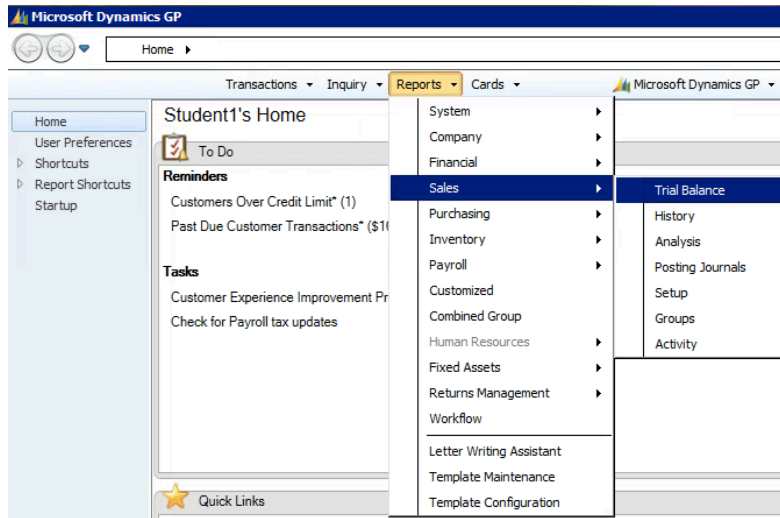 Microsoft Dynamics GP
Home
Transactions Inquiry Reports Cards Microsoft Dynamics GP
Home
User Preferences
Shortcuts
Report Shortcuts
Startup
Student1's Home
To Do
Reminders
Customers Over Credit Limit* (1)
Past Due Customer Transactions* ($1
Tasks
Customer Experience Improvement Pr
Check for Payroll tax updates
Quick Links
System
Company
Financial
Sales
Purchasing
Inventory
Payroll
Customized
Combined Group
Human Resources
Fixed Assets
Returns Management
Workflow
Letter Writing Assistant
Template Maintenance
Template Configuration
Trial Balance
History
Analysis
Posting Journals
Setup
Groups
Activity